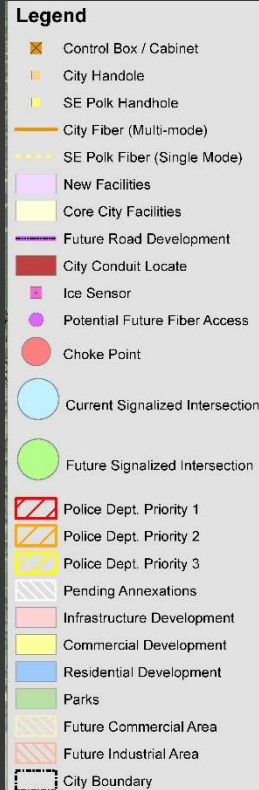 Legend
Control Box / Cabinet
City Handole
SE Polk Handhole
City Fiber (Multi-mode)
SE Polk Fiber (Single Mode)
New Facilities
Core City Facilities
Future Road Development
City Conduit Locate
Ice Sensor
Potential Future Fiber Access
Choke Point
Current Signalized Intersection
Future Signalized Intersection
Police Dept. Priority 1
Police Dept. Priority 2
Police Dept. Priority 3
Pending Annexations
Infrastructure Development
Commercial Development
Residential Development
Parks
Future Commercial Area
Future Industrial Area
City Boundary